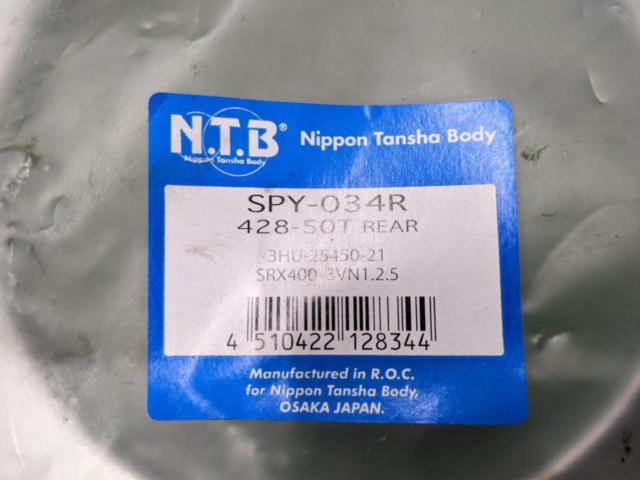 N.T.B®
Nippon Tansha Body
Nippon Tansha Body
SPY-034R
428-50T REAR
3HU-25450-21
SRX400 3VN1.2.5
4 510422 128344
Manufactured in R.O.C.
for Nippon Tansha Body,
OSAKA JAPAN.